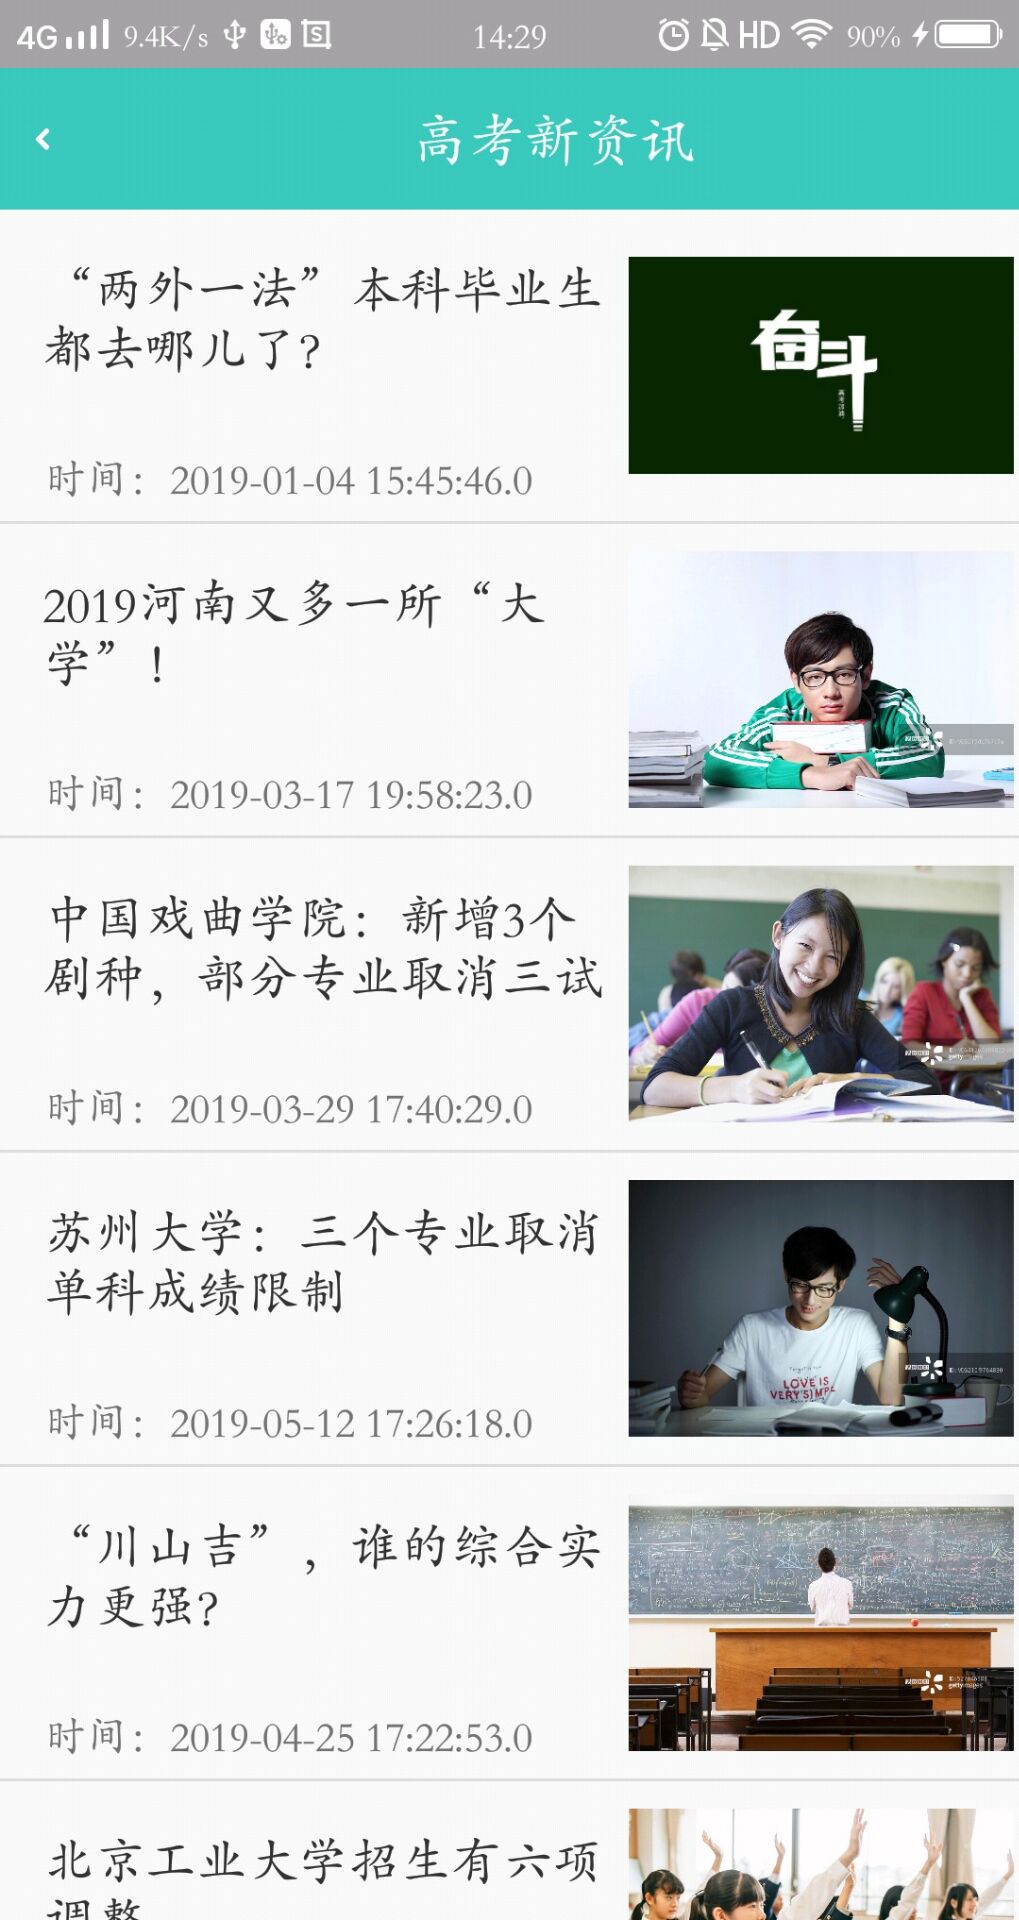 4G 9.4K/s 14:29 HD 90%
高考新资讯
“两外一法”本科毕业生
都去哪儿了?
时间：2019-01-04 15:45:46.0
奋斗
2019河南又多一所“大
学”！
时间：2019-03-17 19:58:23.0
中国戏曲学院：新增3个
剧种，部分专业取消三试
时间：2019-03-29 17:40:29.0
gettyimages
苏州大学：三个专业取消
单科成绩限制
时间：2019-05-12 17:26:18.0
LOVE IS
VERY SIMPLE
“川山吉”，谁的综合实
力更强?
时间：2019-04-25 17:22:53.0
gettyimages
北京工业大学招生有六项
调整